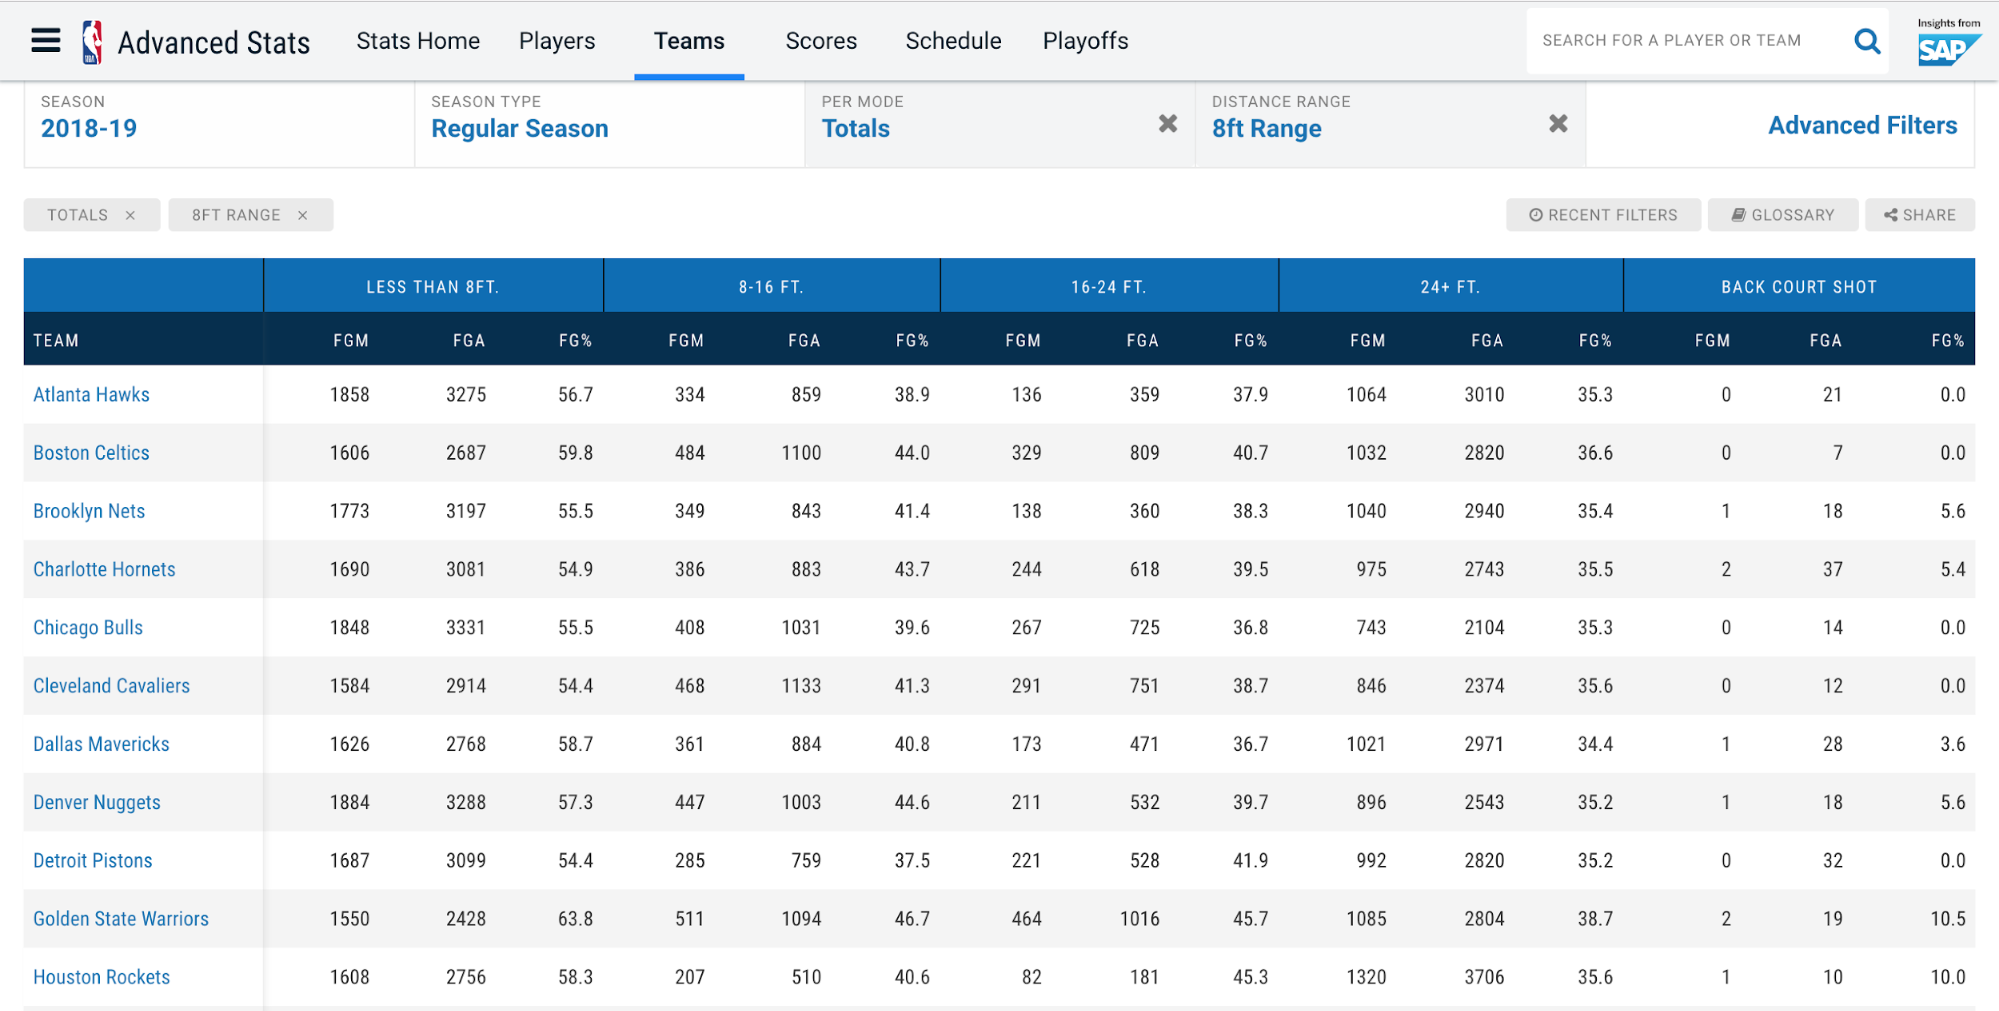 Advanced Stats Stats Home Players Teams Scores Schedule Playoffs SEARCH FOR A PLAYER OR TEAM Insights from SAP
SEASON SEASON TYPE PER MODE DISTANCE RANGE
2018-19 Regular Season Totals 8ft Range Advanced Filters
TOTALS × 8FT RANGE × RECENT FILTERS GLOSSARY SHARE
LESS THAN 8FT. 8-16 FT. 16-24 FT. 24+ FT. BACK COURT SHOT
TEAM FGM FGA FG% FGM FGA FG% FGM FGA FG% FGM FGA FG% FGM FGA FG%
Atlanta Hawks 1858 3275 56.7 334 859 38.9 136 359 37.9 1064 3010 35.3 0 21 0.0
Boston Celtics 1606 2687 59.8 484 1100 44.0 329 809 40.7 1032 2820 36.6 0 7 0.0
Brooklyn Nets 1773 3197 55.5 349 843 41.4 138 360 38.3 1040 2940 35.4 1 18 5.6
Charlotte Hornets 1690 3081 54.9 386 883 43.7 244 618 39.5 975 2743 35.5 2 37 5.4
Chicago Bulls 1848 3331 55.5 408 1031 39.6 267 725 36.8 743 2104 35.3 0 14 0.0
Cleveland Cavaliers 1584 2914 54.4 468 1133 41.3 291 751 38.7 846 2374 35.6 0 12 0.0
Dallas Mavericks 1626 2768 58.7 361 884 40.8 173 471 36.7 1021 2971 34.4 1 28 3.6
Denver Nuggets 1884 3288 57.3 447 1003 44.6 211 532 39.7 896 2543 35.2 1 18 5.6
Detroit Pistons 1687 3099 54.4 285 759 37.5 221 528 41.9 992 2820 35.2 0 32 0.0
Golden State Warriors 1550 2428 63.8 511 1094 46.7 464 1016 45.7 1085 2804 38.7 2 19 10.5
Houston Rockets 1608 2756 58.3 207 510 40.6 82 181 45.3 1320 3706 35.6 1 10 10.0